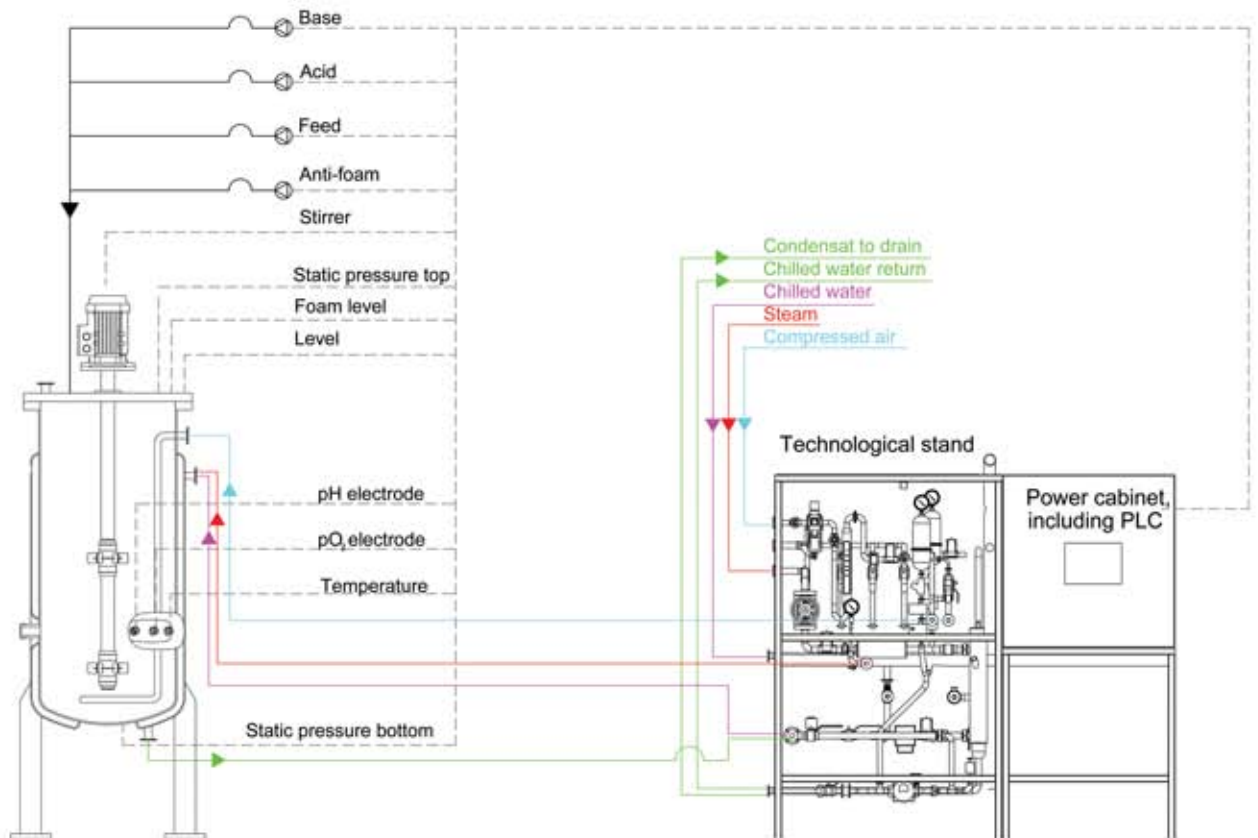 Base
Acid
Feed
Anti-foam
Stirrer
Static pressure top
Foam level
Level
Condensat to drain
Chilled water return
Chilled water
Steam
Compressed air
Technological stand
Power cabinet,
including PLC
pH electrode
pO₂ electrode
Temperature
Static pressure bottom